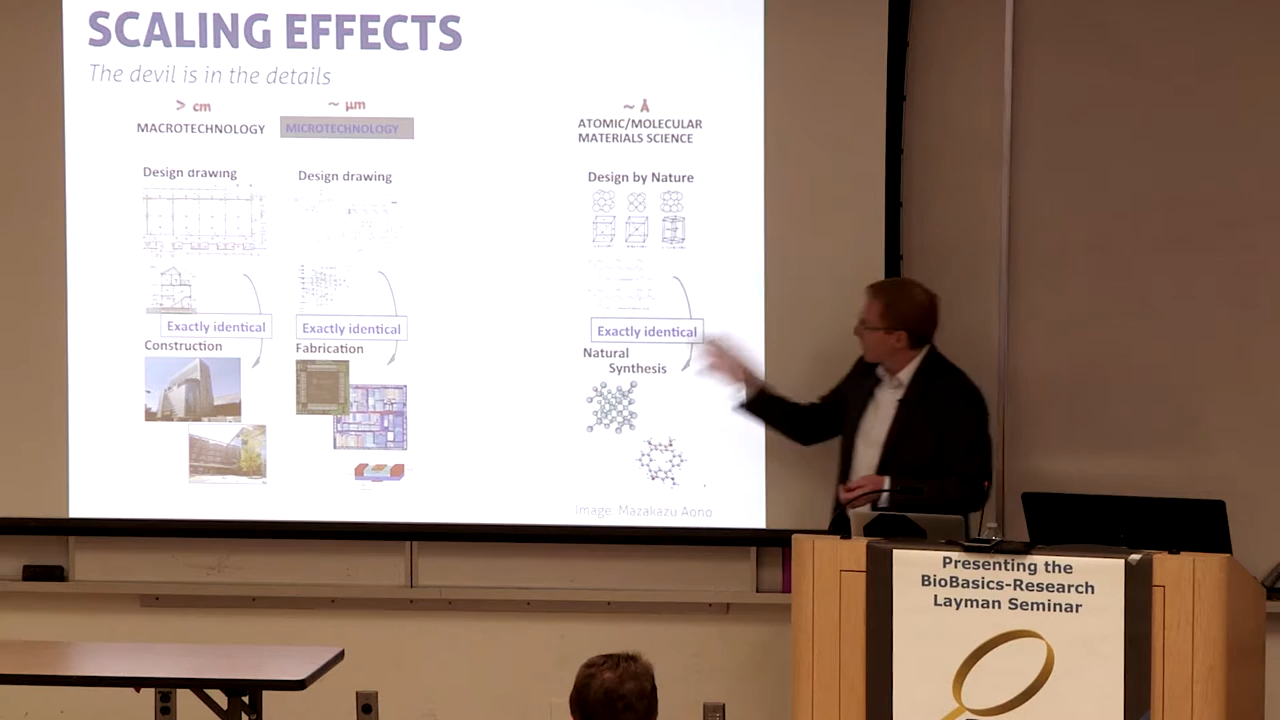 SCALING EFFECTS
The devil is in the details
> cm
MACROTECHNOLOGY
Design drawing
Exactly identical
Construction
~ μm
MICROTECHNOLOGY
Design drawing
Exactly identical
Fabrication
~ Å
ATOMIC/MOLECULAR
MATERIALS SCIENCE
Design by Nature
Exactly identical
Natural
Synthesis
Image: Mazakazu Aono
Presenting the
BioBasics-Research
Layman Seminar